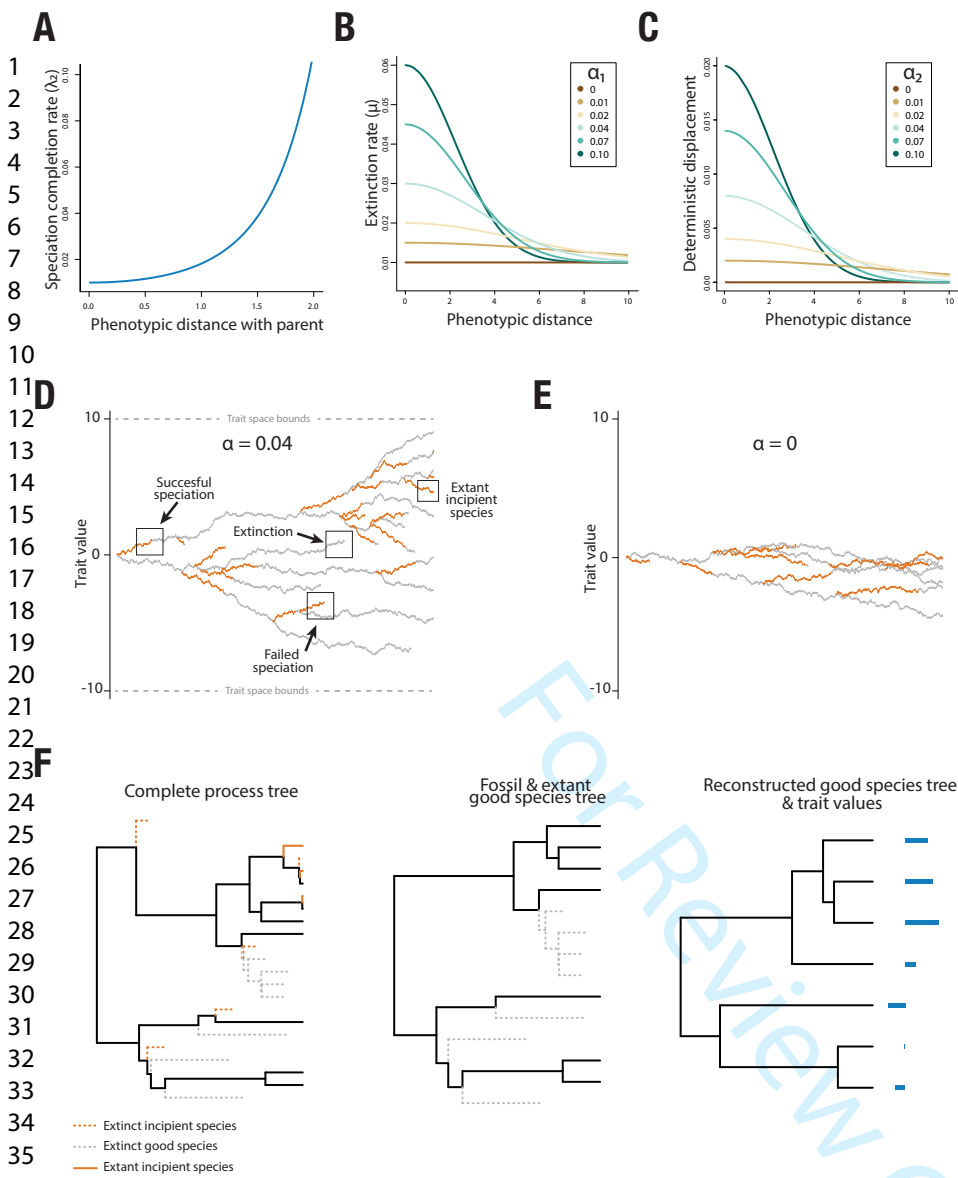 1
2
3
4
5
6
7
8
9
10
11
12
13
14
15
16
17
18
19
20
21
22
23
24
25
26
27
28
29
30
31
32
33
34
35
A
Speciation completion rate (λ₂)
0.10
0.08
0.06
0.04
0.02
0.0
0.5
1.0
1.5
2.0
Phenotypic distance with parent
B
Extinction rate (μ)
0.06
0.05
0.04
0.03
0.02
0.01
0
2
4
6
8
10
Phenotypic distance
α₁
0
0.01
0.02
0.04
0.07
0.10
C
Deterministic displacement
0.020
0.015
0.010
0.005
0.000
0
2
4
6
8
10
Phenotypic distance
α₂
0
0.01
0.02
0.04
0.07
0.10
D
10
0
-10
Trait value
Trait space bounds
α = 0.04
Succesful
speciation
Extinction
Extant
incipient
species
Failed
speciation
Trait space bounds
E
10
0
-10
Trait value
α = 0
F
Complete process tree
Fossil & extant
good species tree
Reconstructed good species tree
& trait values
Extinct incipient species
Extinct good species
Extant incipient species
For Review